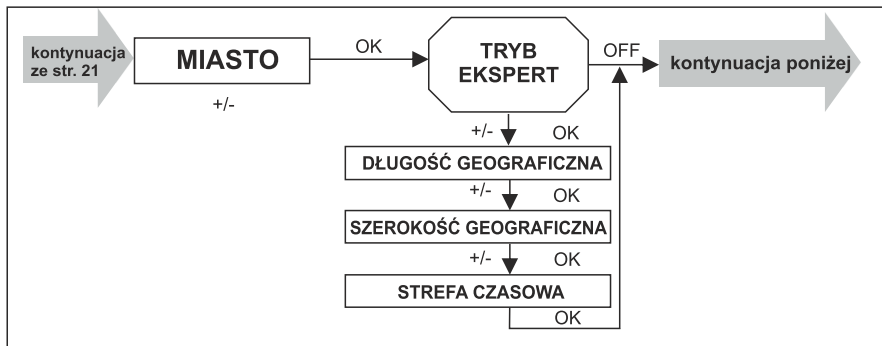 kontynuacja
ze str. 21
MIASTO
+/-
OK
TRYB
EKSPERT
OFF
kontynuacja poniżej
+/- OK
DŁUGOŚĆ GEOGRAFICZNA
+/- OK
SZEROKOŚĆ GEOGRAFICZNA
+/- OK
STREFA CZASOWA
OK